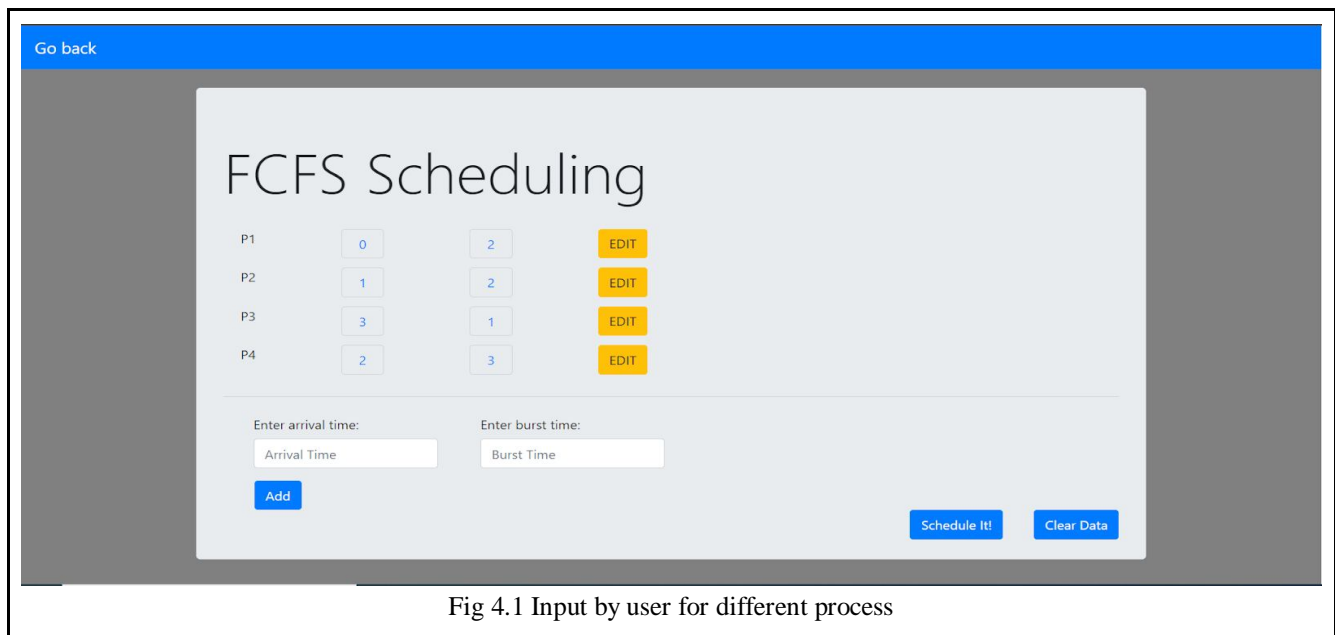 Go back
FCFS Scheduling
P1 0 2 EDIT
P2 1 2 EDIT
P3 3 1 EDIT
P4 2 3 EDIT
Enter arrival time: Enter burst time:
Arrival Time Burst Time
Add
Schedule It! Clear Data
Fig 4.1 Input by user for different process